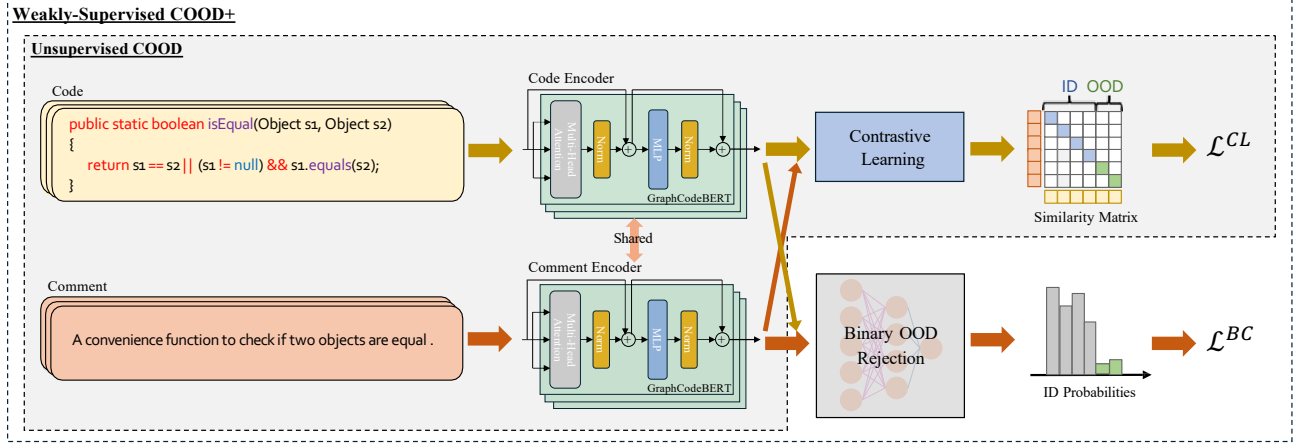 Weakly-Supervised COOD+
Unsupervised COOD
Code
public static boolean isEqual(Object s1, Object s2)
{
return s1 == s2 || (s1 != null) && s1.equals(s2);
}
Code Encoder
Multi-Head
Attention
Norm
MLP
Norm
GraphCodeBERT
Contrastive
Learning
ID OOD
Similarity Matrix
ℒ^CL
Shared
Comment
A convenience function to check if two objects are equal .
Comment Encoder
Multi-Head
Attention
Norm
MLP
Norm
GraphCodeBERT
Binary OOD
Rejection
ID Probabilities
ℒ^BC